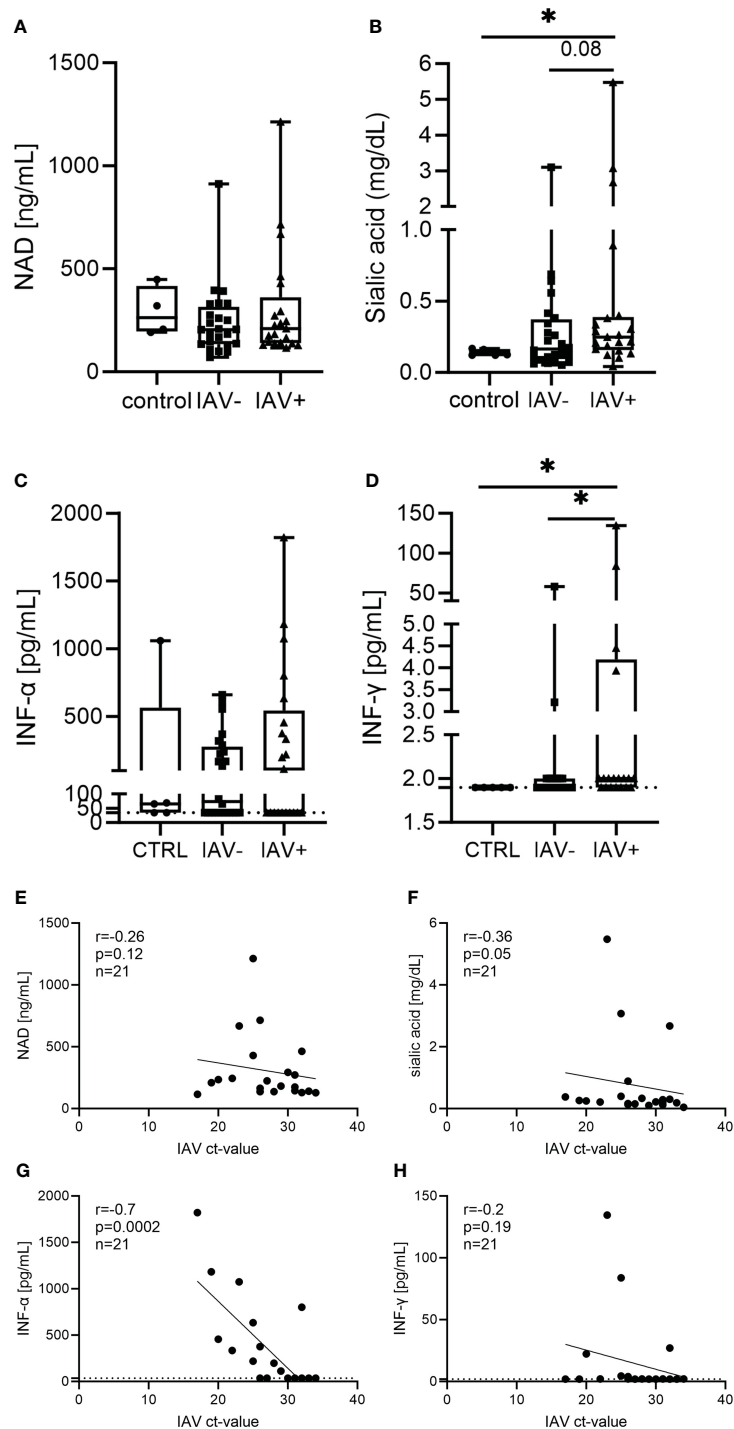 A
NAD [ng/mL]
1500
1000
500
0
control IAV- IAV+
B
*
0.08
Sialic acid (mg/dL)
6
5
4
3
2
1.0
0.5
0.0
control IAV- IAV+
C
INF-α [pg/mL]
2000
1500
1000
500
100
50
0
CTRL IAV- IAV+
D
*
*
INF-γ [pg/mL]
150
100
50
5.0
4.5
4.0
3.5
3.0
2.5
2.0
1.5
CTRL IAV- IAV+
E
r=-0.26
p=0.12
n=21
NAD [ng/mL]
1500
1000
500
0
0 10 20 30 40
IAV ct-value
F
r=-0.36
p=0.05
n=21
sialic acid [mg/dL]
6
4
2
0
0 10 20 30 40
IAV ct-value
G
r=-0.7
p=0.0002
n=21
INF-α [pg/mL]
2000
1500
1000
500
0
0 10 20 30 40
IAV ct-value
H
r=-0.2
p=0.19
n=21
INF-γ [pg/mL]
150
100
50
0
0 10 20 30 40
IAV ct-value